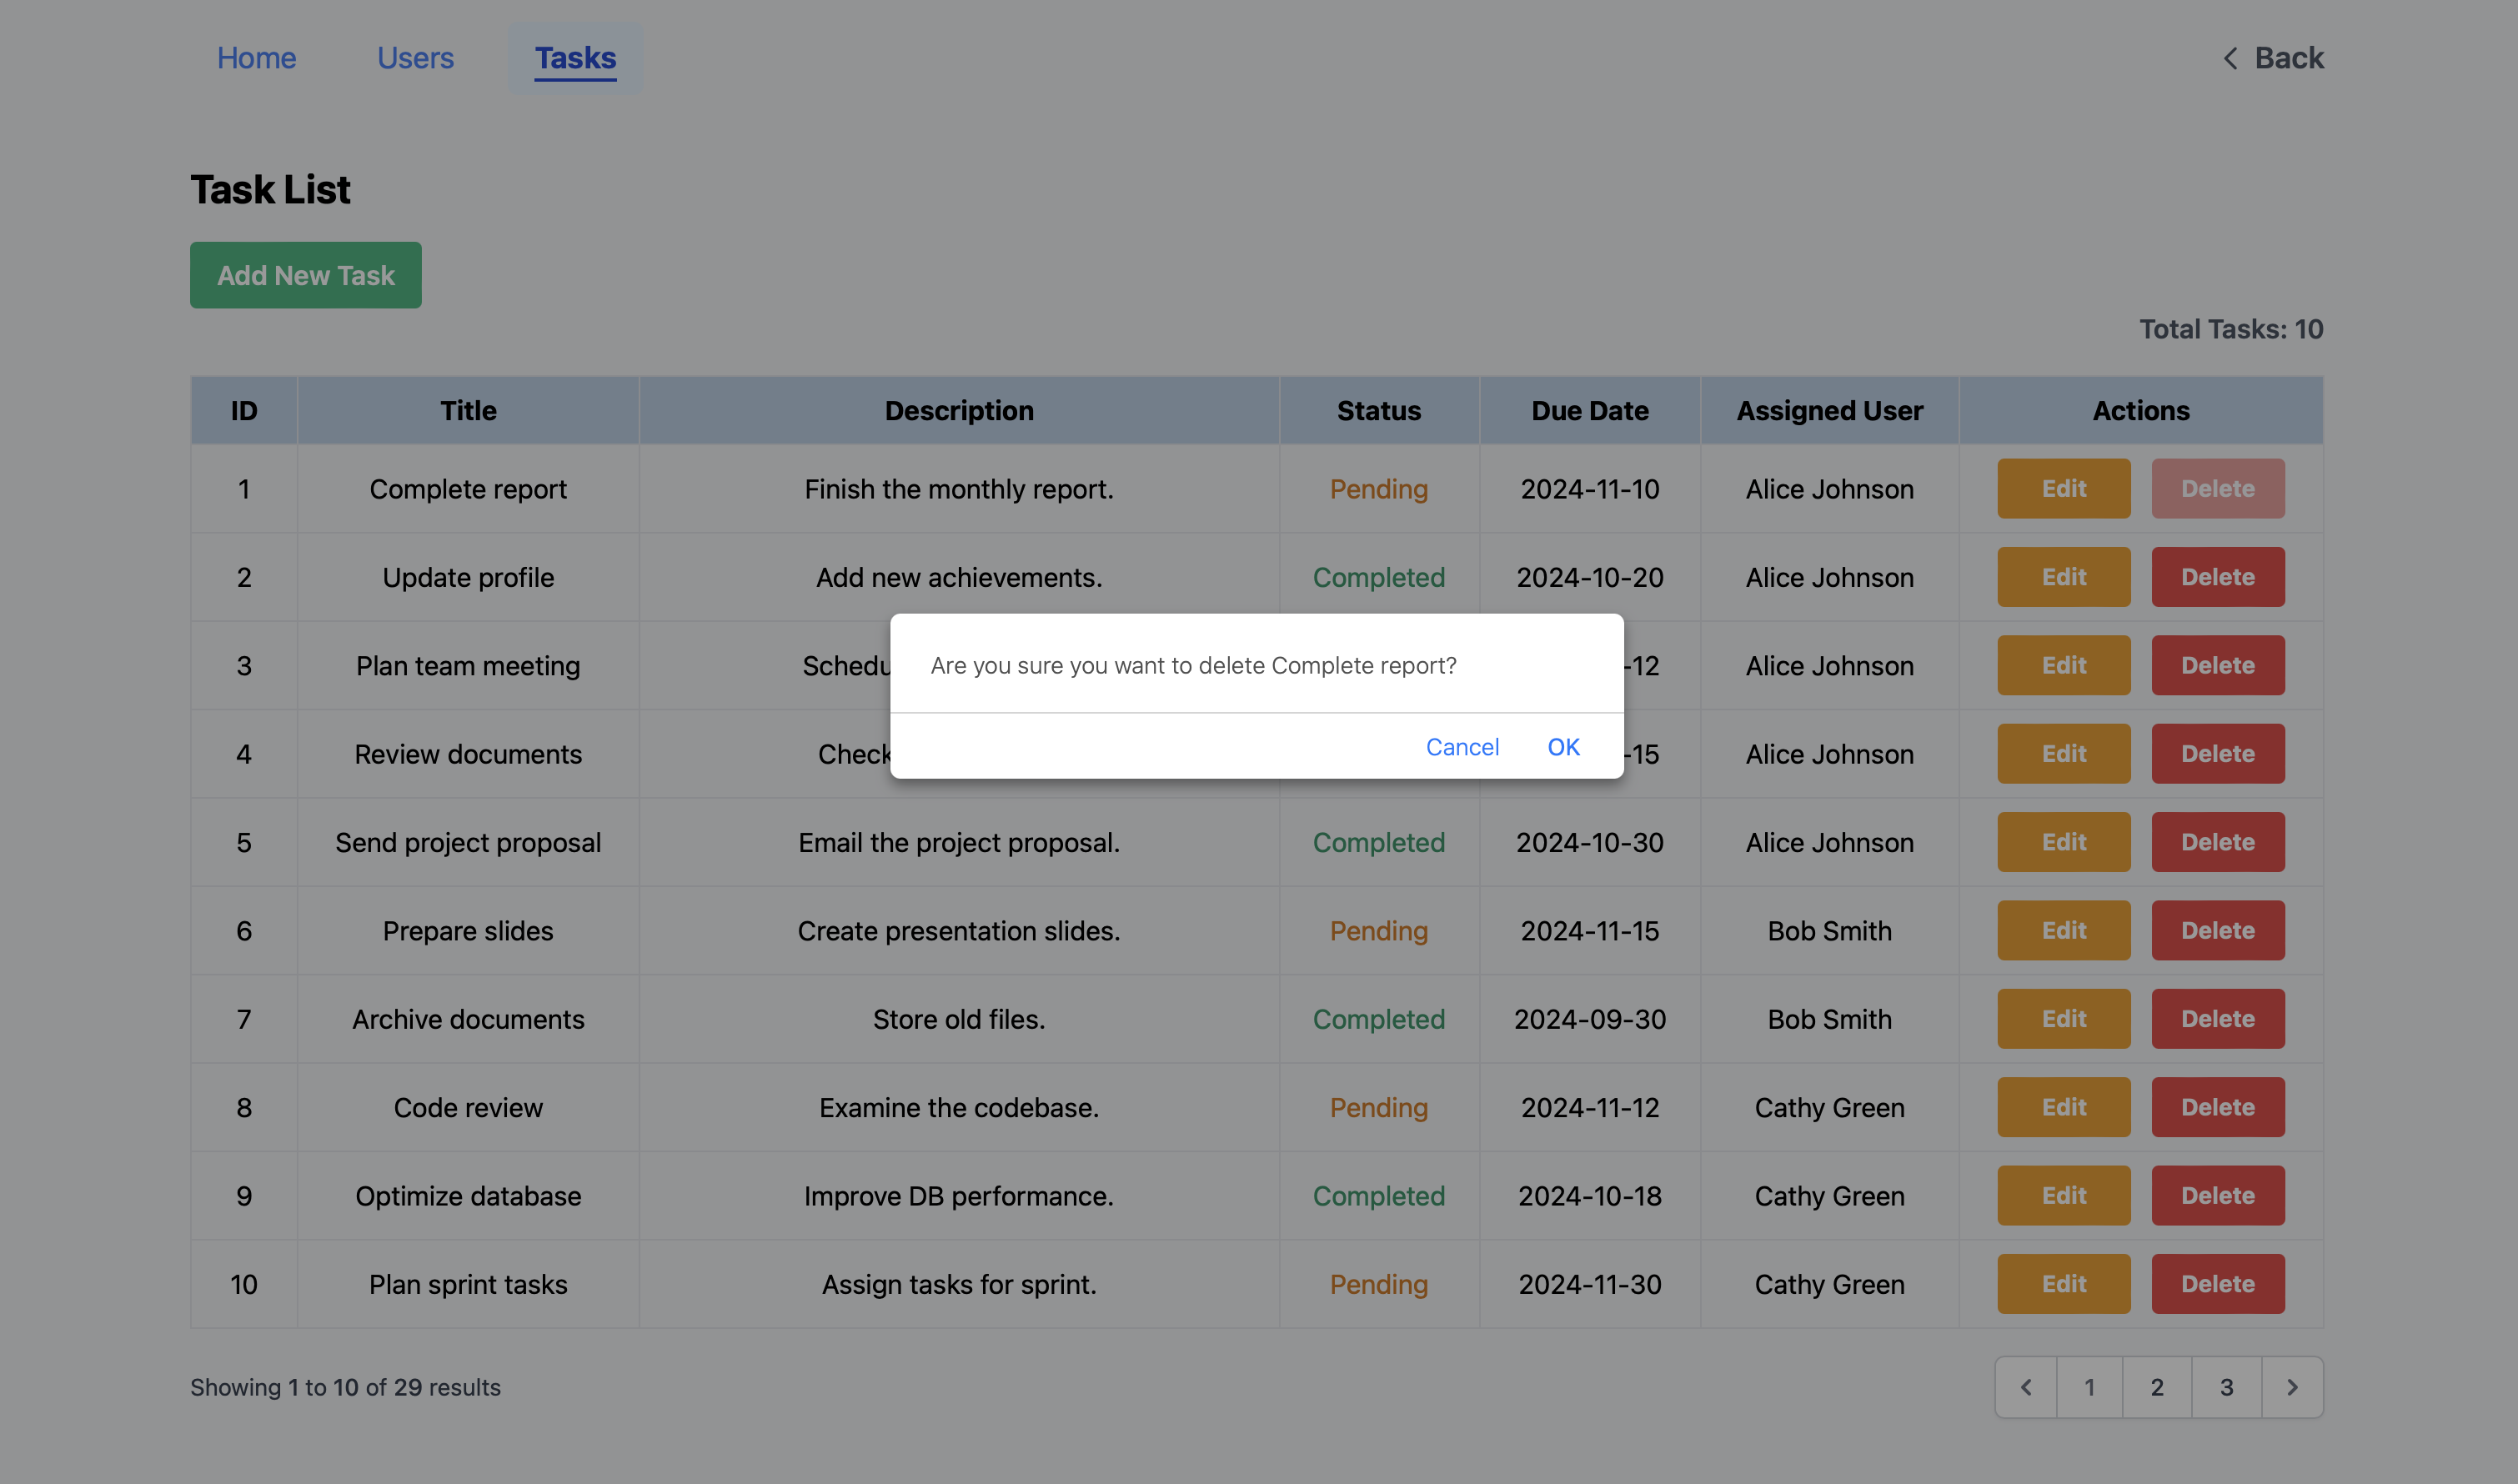 Home Users Tasks Back
Task List
Add New Task
Total Tasks: 10
ID Title Description Status Due Date Assigned User Actions
1 Complete report Finish the monthly report. Pending 2024-11-10 Alice Johnson Edit Delete
2 Update profile Add new achievements. Completed 2024-10-20 Alice Johnson Edit Delete
3 Plan team meeting Alice Johnson Edit Delete
Are you sure you want to delete Complete report?
4 Review documents Check -15 Alice Johnson Edit Delete
Cancel OK
5 Send project proposal Email the project proposal. Completed 2024-10-30 Alice Johnson Edit Delete
6 Prepare slides Create presentation slides. Pending 2024-11-15 Bob Smith Edit Delete
7 Archive documents Store old files. Completed 2024-09-30 Bob Smith Edit Delete
8 Code review Examine the codebase. Pending 2024-11-12 Cathy Green Edit Delete
9 Optimize database Improve DB performance. Completed 2024-10-18 Cathy Green Edit Delete
10 Plan sprint tasks Assign tasks for sprint. Pending 2024-11-30 Cathy Green Edit Delete
Showing 1 to 10 of 29 results
1 2 3